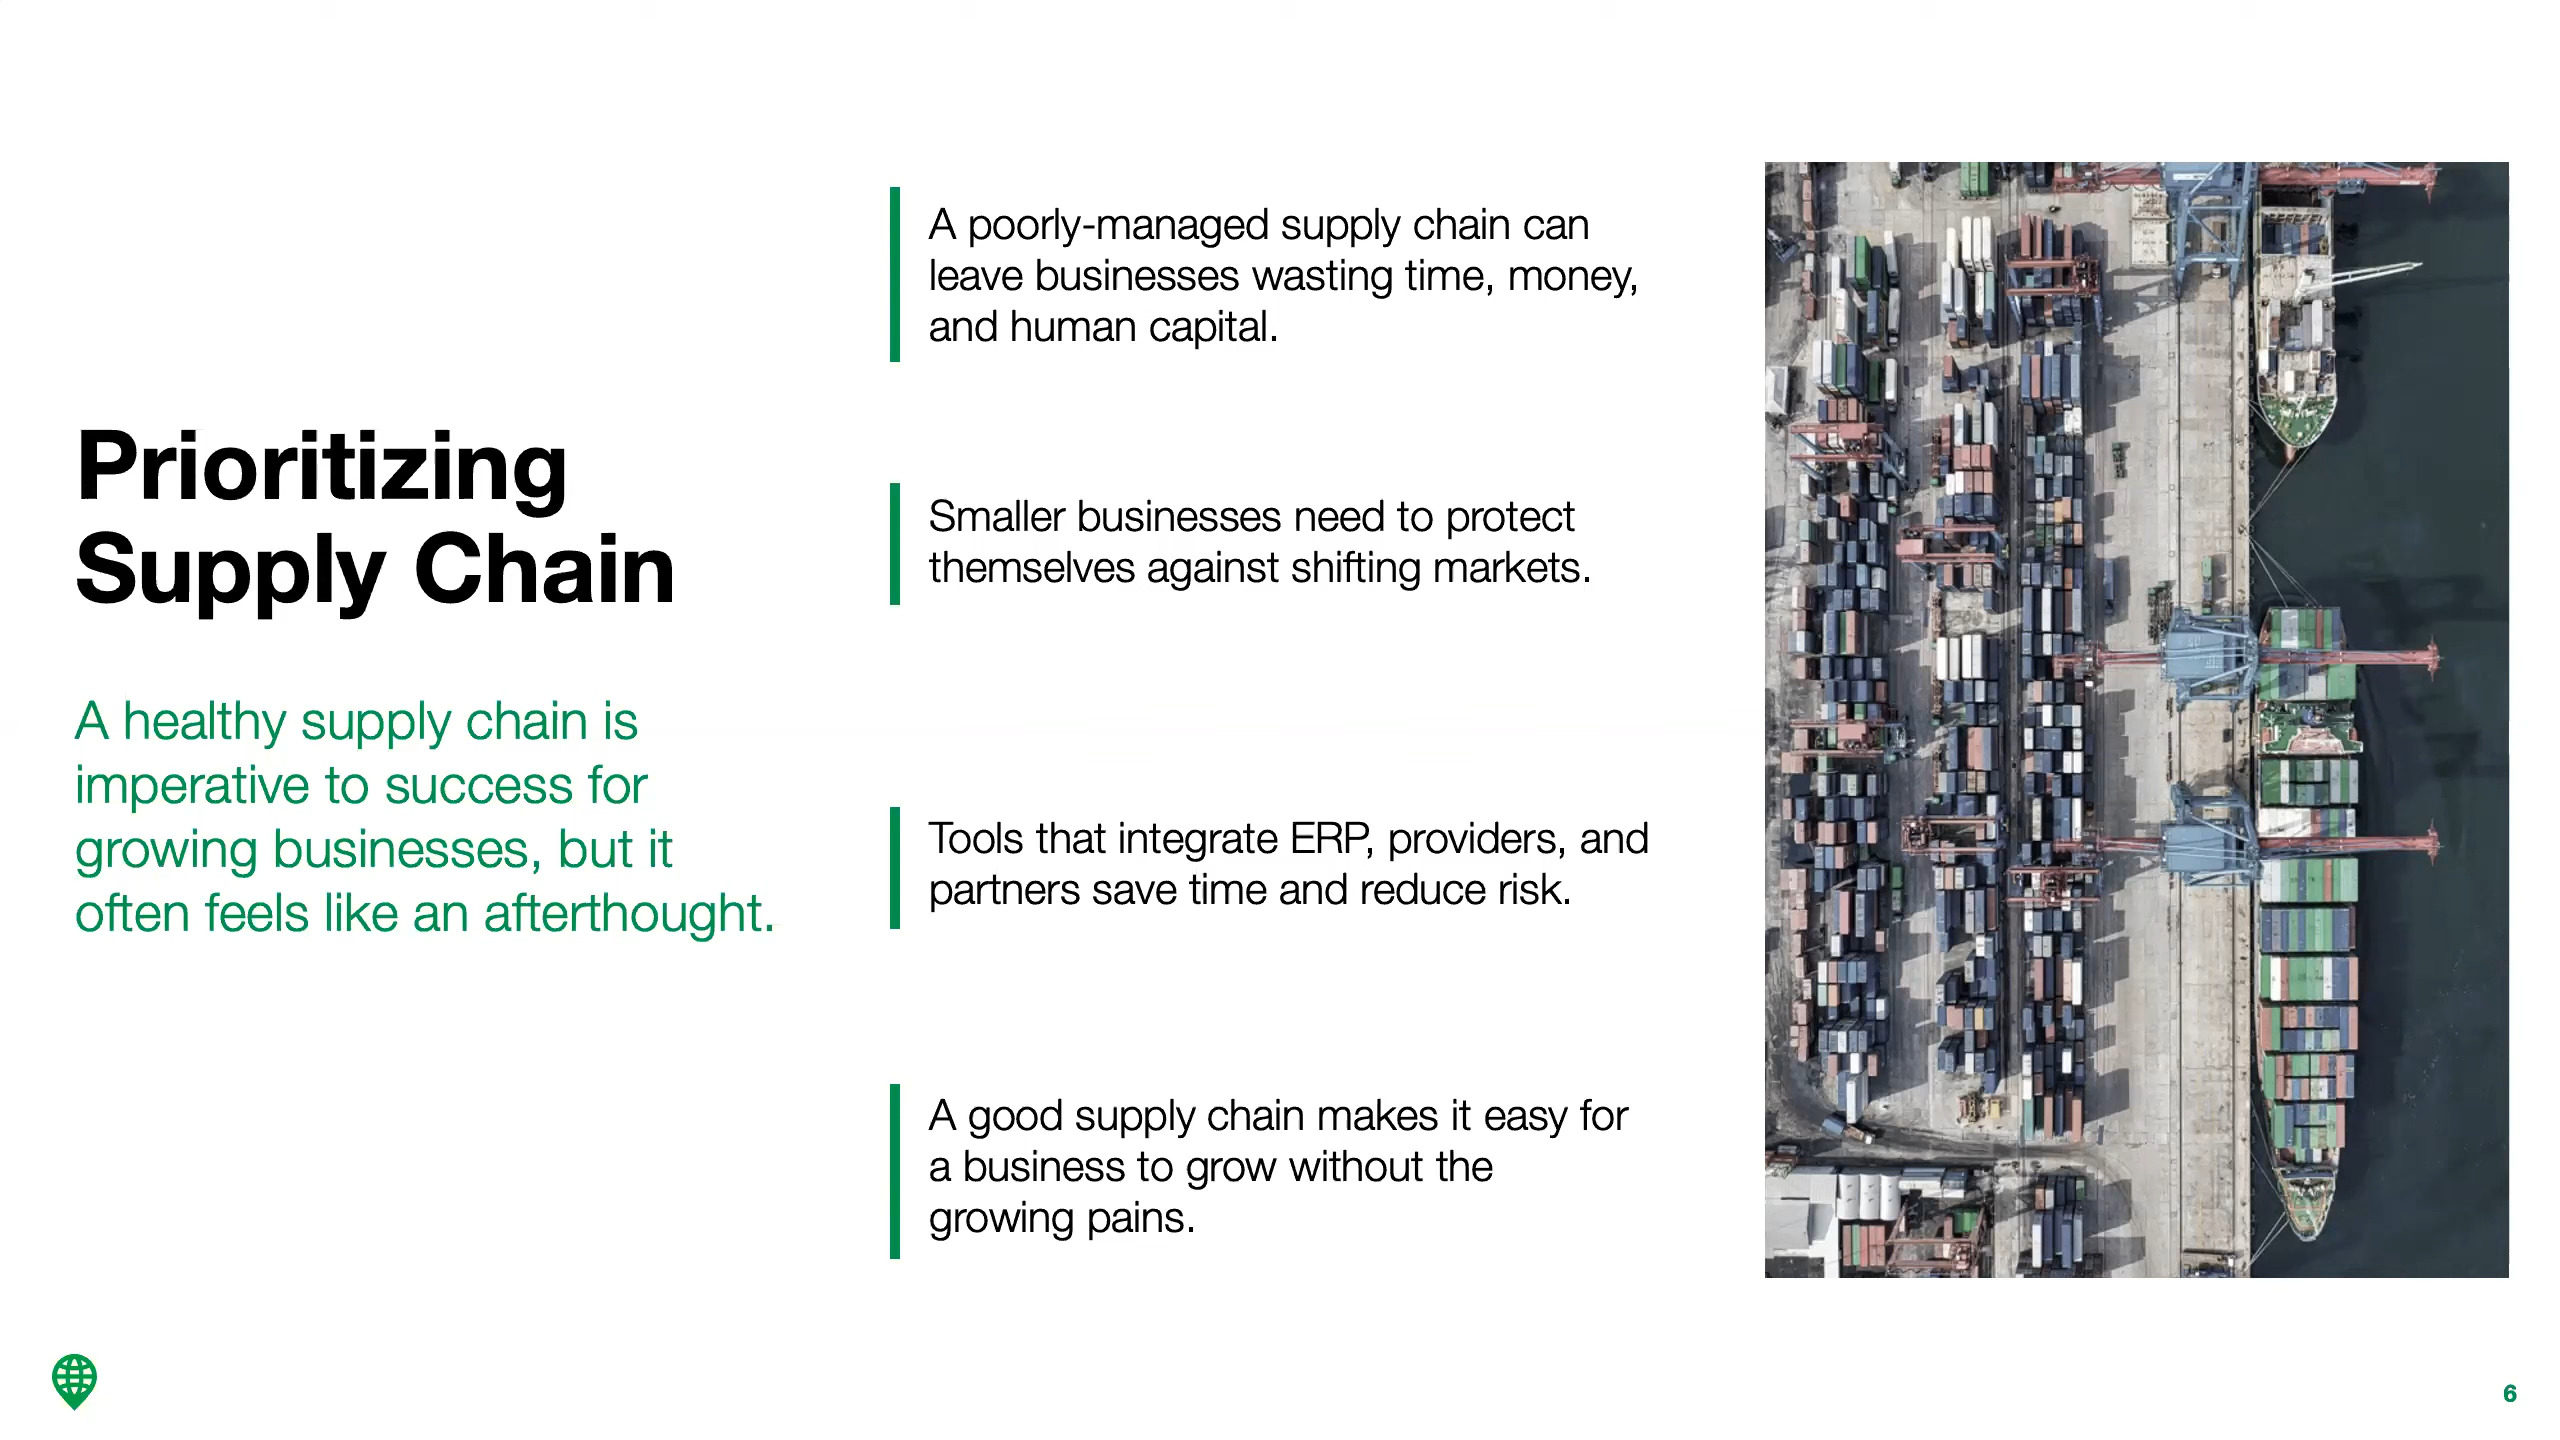 Prioritizing
Supply Chain
A healthy supply chain is
imperative to success for
growing businesses, but it
often feels like an afterthought.
A poorly-managed supply chain can
leave businesses wasting time, money,
and human capital.
Smaller businesses need to protect
themselves against shifting markets.
Tools that integrate ERP, providers, and
partners save time and reduce risk.
A good supply chain makes it easy for
a business to grow without the
growing pains.
6